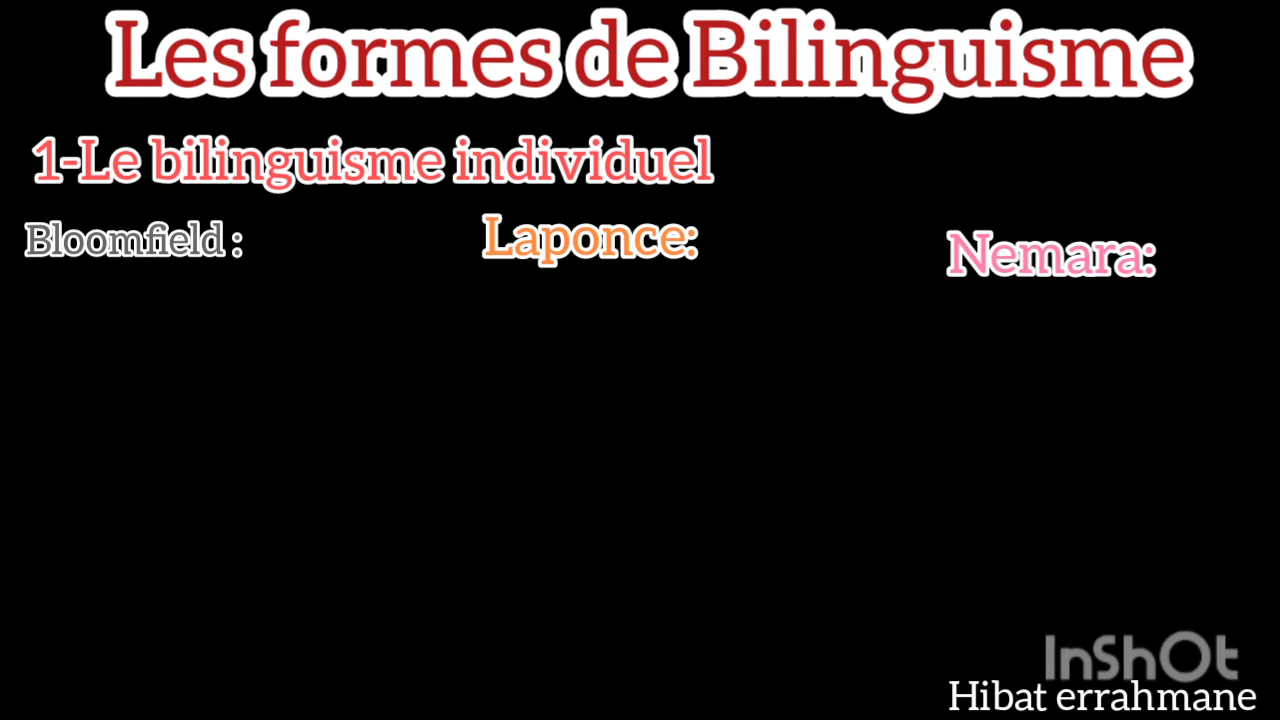 Les formes de Bilinguisme
1-Le bilinguisme individuel
Bloomfield :
Laponce:
Nemara:
InShOt
Hibat errahmane